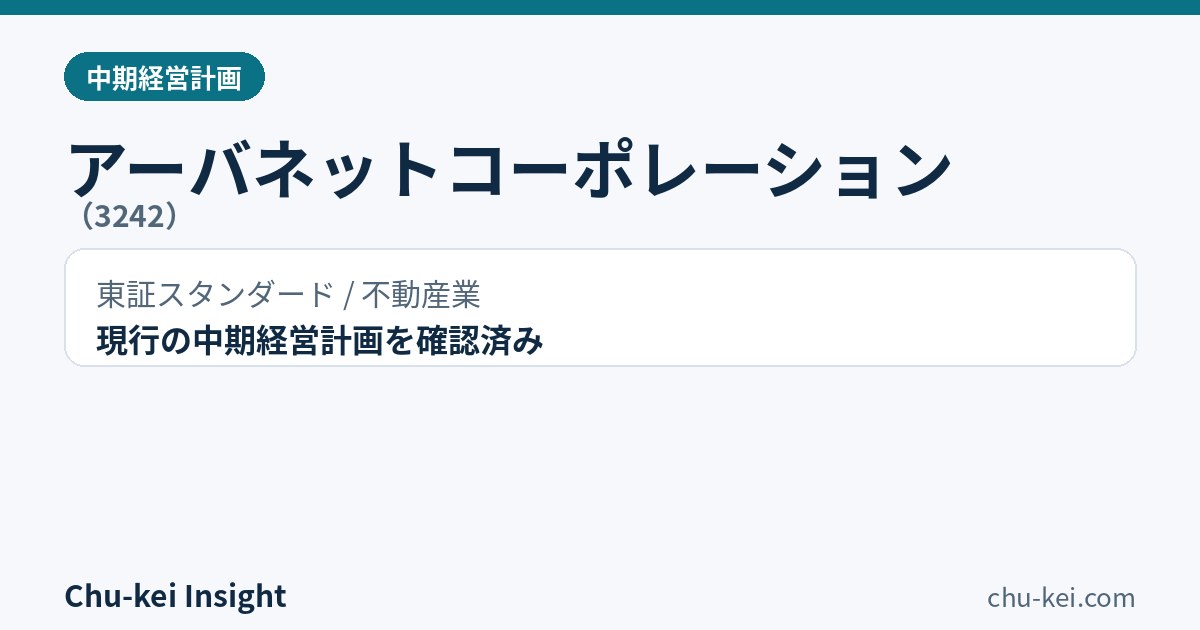 中期経営計画
アーバネットコーポレーション
（3242）
東証スタンダード / 不動産業
現行の中期経営計画を確認済み
Chu-kei Insight
chu-kei.com